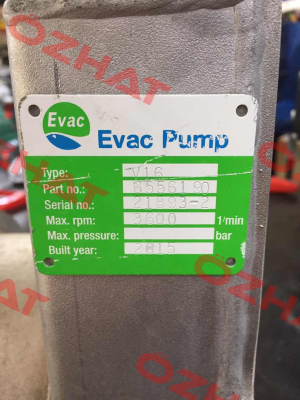 OZHAT
Evac
Evac Pump
Type: V16
Part no.: 6556190
Serial no.: 21893-2
Max. rpm: 3600 1/min
Max. pressure: bar
Built year: 2015
OZHAT
OZHAT
OZHAT